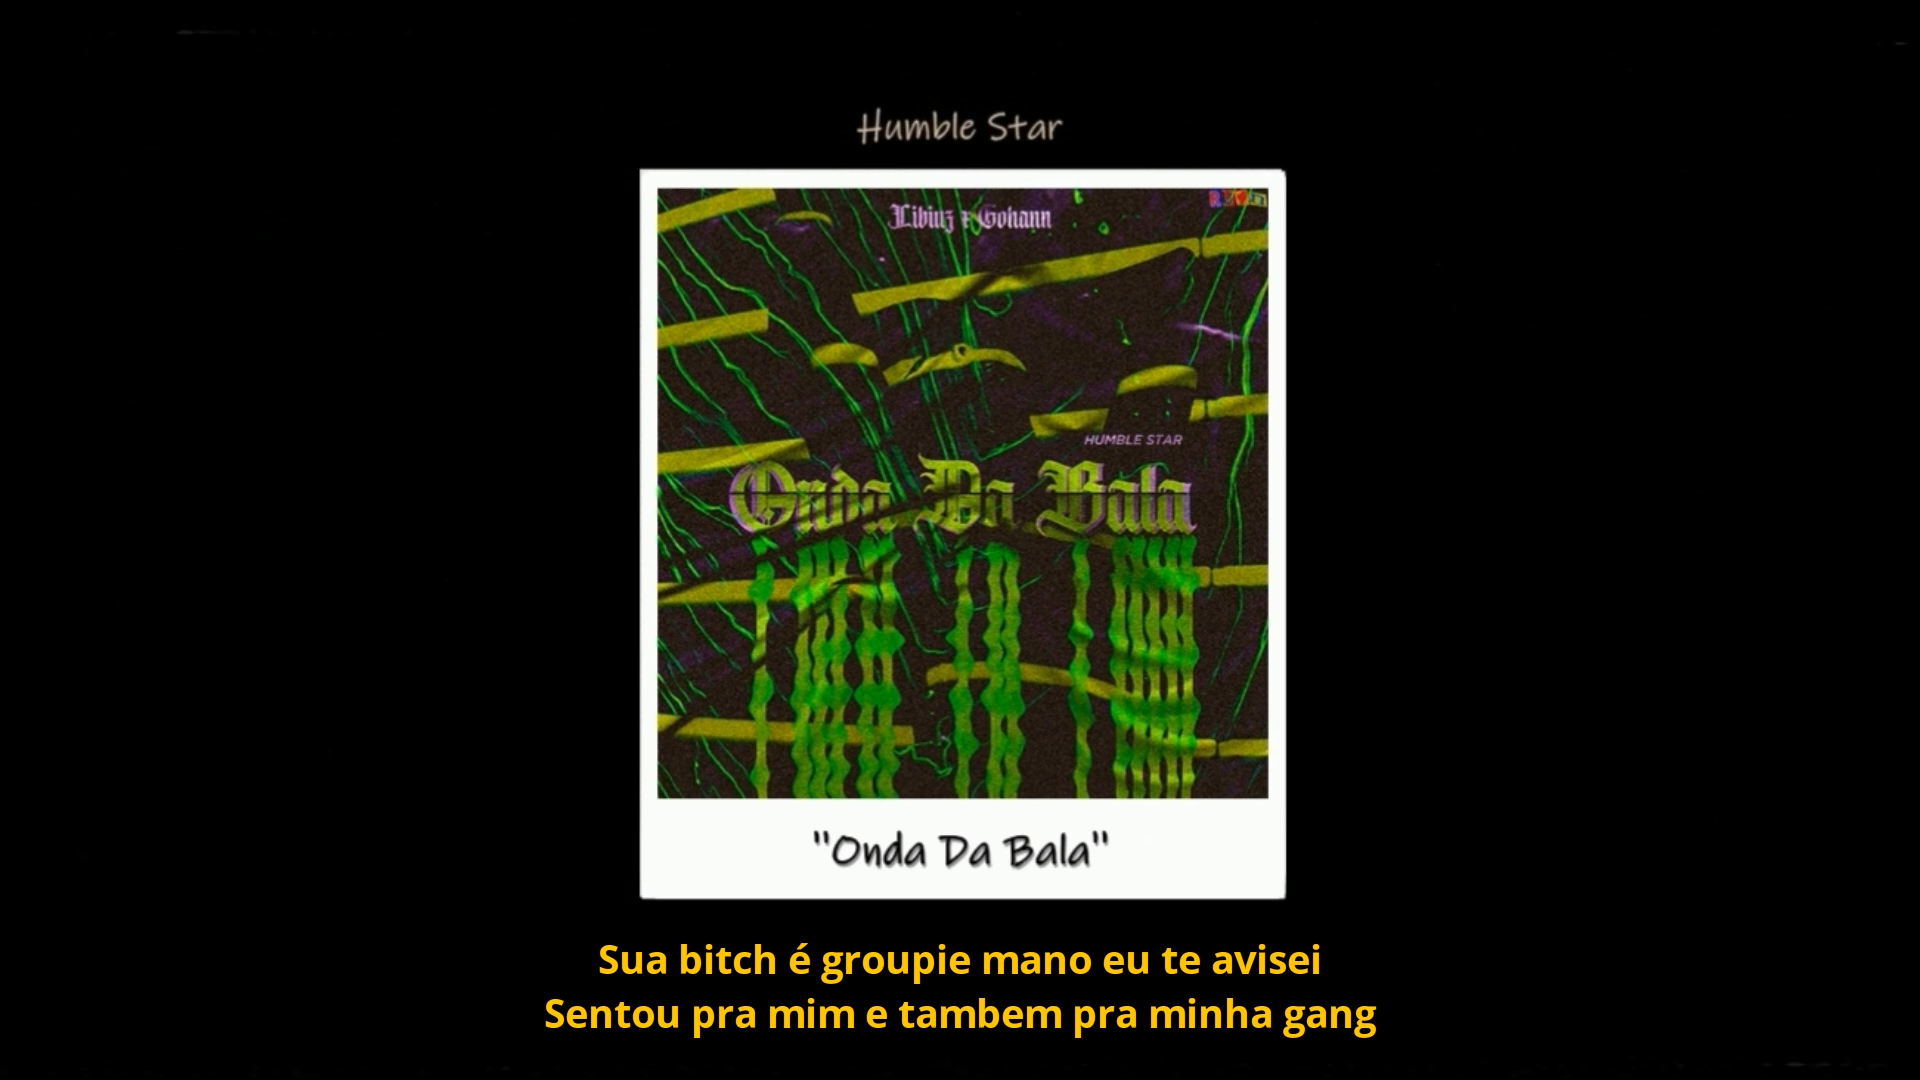 Humble Star
Libinz x Gohann
HUMBLE STAR
Onda Da Bala
"Onda Da Bala"
Sua bitch é groupie mano eu te avisei
Sentou pra mim e tambem pra minha gang